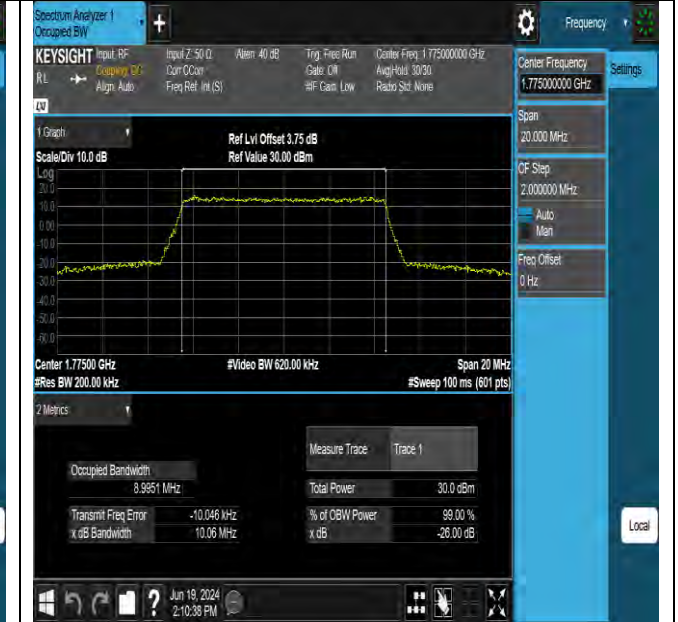 Spectrum Analyzer 1
Occupied BW
Frequency
KEYSIGHT Input: RF Input Z: 50 Ω Atten: 40 dB Trig: Free Run Center Freq: 1.775000000 GHz
RL Coupling: DC Corr CCorr Gate: Off Avg|Hold: 30/30
Align: Auto Freq Ref: Int (S) #IF Gain: Low Radio Std: None
LXI
Center Frequency
1.775000000 GHz
Settings
Span
20.000 MHz
CF Step
2.000000 MHz
Auto
Man
Freq Offset
0 Hz
1 Graph
Ref Lvl Offset 3.75 dB
Scale/Div 10.0 dB Ref Value 30.00 dBm
Log
20.0
10.0
0.00
-10.0
-20.0
-30.0
-40.0
-50.0
-60.0
Center 1.77500 GHz #Video BW 620.00 kHz Span 20 MHz
#Res BW 200.00 kHz #Sweep 100 ms (601 pts)
2 Metrics
Measure Trace Trace 1
Occupied Bandwidth
8.9951 MHz Total Power 30.0 dBm
Transmit Freq Error -10.046 kHz % of OBW Power 99.00 %
x dB Bandwidth 10.06 MHz x dB -26.00 dB
Local
? Jun 19, 2024
2:10:38 PM